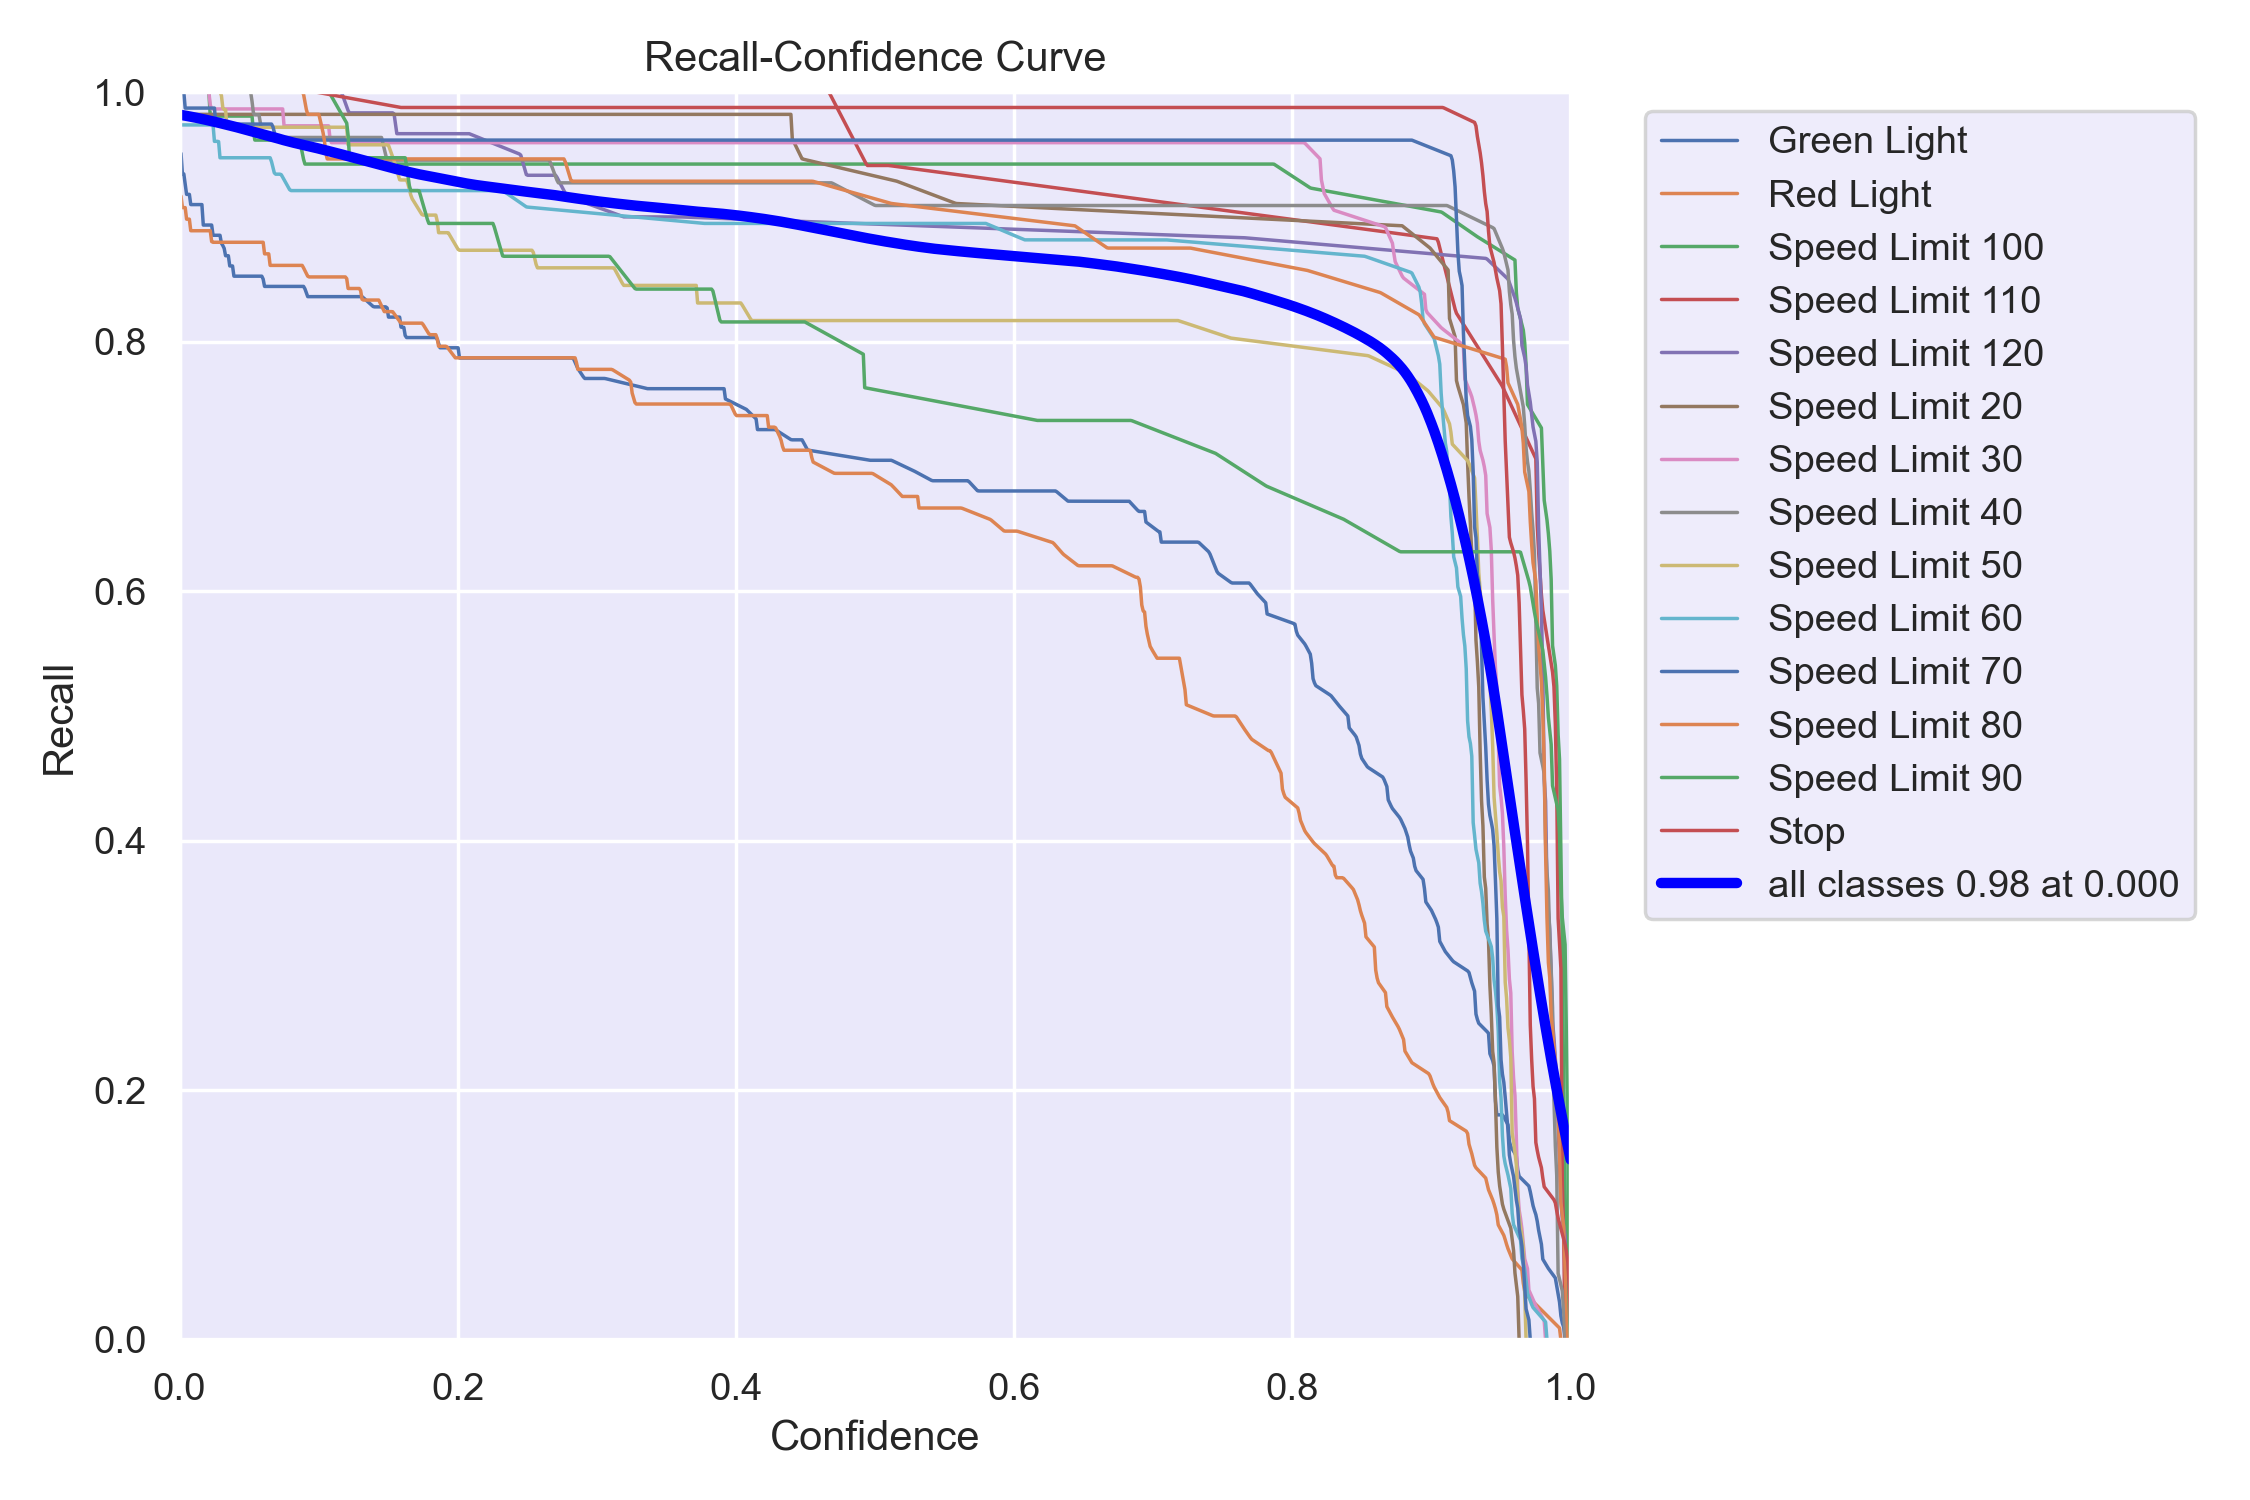 Recall-Confidence Curve
1.0
0.8
0.6
0.4
0.2
0.0
Recall
0.0 0.2 0.4 0.6 0.8 1.0
Confidence
Green Light
Red Light
Speed Limit 100
Speed Limit 110
Speed Limit 120
Speed Limit 20
Speed Limit 30
Speed Limit 40
Speed Limit 50
Speed Limit 60
Speed Limit 70
Speed Limit 80
Speed Limit 90
Stop
all classes 0.98 at 0.000